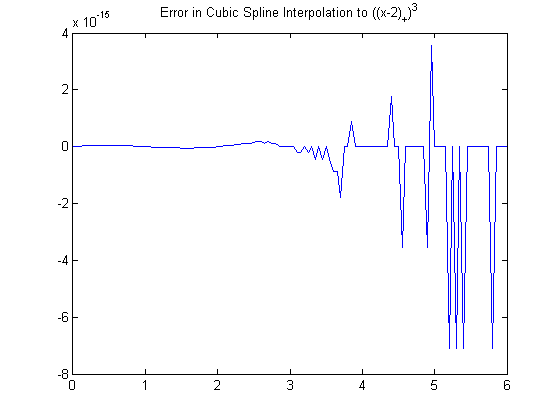 Error in Cubic Spline Interpolation to ((x-2)₊)³
x 10⁻¹⁵
4
2
0
-2
-4
-6
-8
0 1 2 3 4 5 6